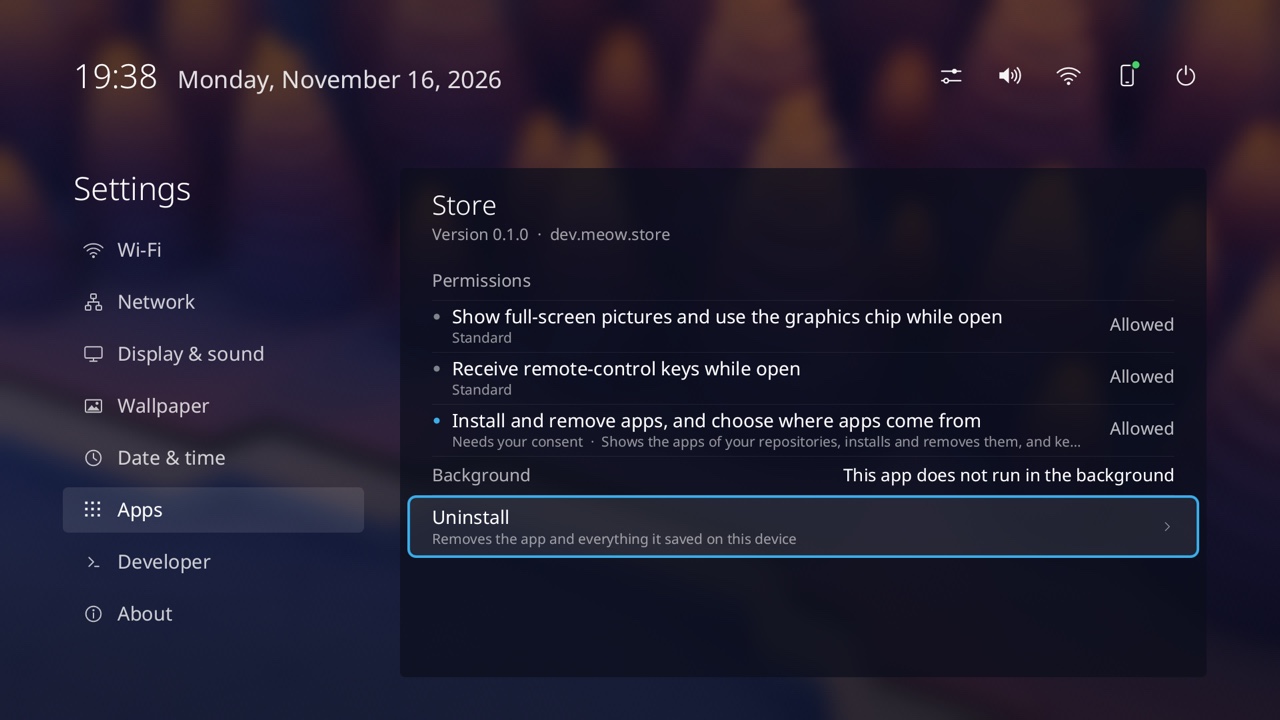 19:38 Monday, November 16, 2026
Settings
Wi-Fi
Network
Display & sound
Wallpaper
Date & time
Apps
Developer
About
Store
Version 0.1.0 · dev.meow.store
Permissions
Show full-screen pictures and use the graphics chip while open
Standard
Allowed
Receive remote-control keys while open
Standard
Allowed
Install and remove apps, and choose where apps come from
Needs your consent · Shows the apps of your repositories, installs and removes them, and ke...
Allowed
Background This app does not run in the background
Uninstall
Removes the app and everything it saved on this device